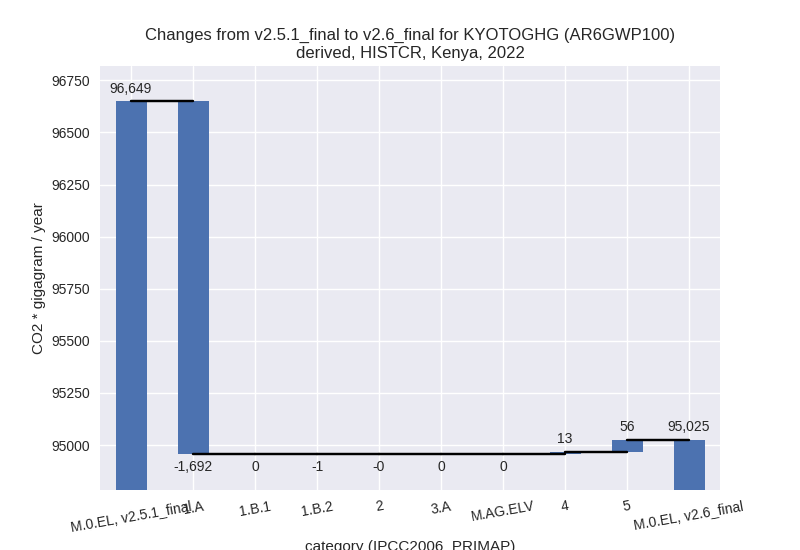 Changes from v2.5.1_final to v2.6_final for KYOTOGHG (AR6GWP100)
derived, HISTCR, Kenya, 2022
96750
96500
96250
96000
95750
95500
95250
95000
CO2 * gigagram / year
96,649
-1,692
0
-1
-0
0
0
13
56
95,025
M.0.EL, v2.5.1_final
1.A
1.B.1
1.B.2
2
3.A
M.AG.ELV
4
5
M.0.EL, v2.6_final
category (IPCC2006_PRIMAP)